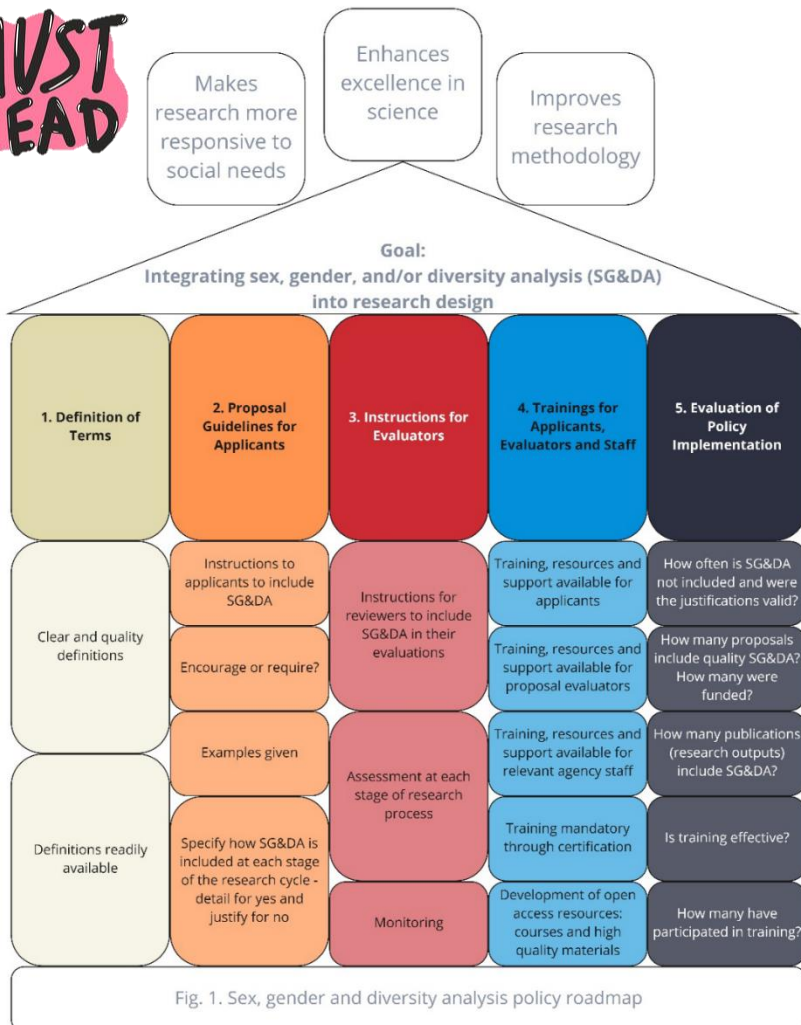 Makes
research more
responsive to
social needs
Enhances
excellence in
science
Improves
research
methodology
Goal:
Integrating sex, gender, and/or diversity analysis (SG&DA)
into research design
1. Definition of
Terms
2. Proposal
Guidelines for
Applicants
3. Instructions for
Evaluators
4. Trainings for
Applicants,
Evaluators and Staff
5. Evaluation of
Policy
Implementation
Clear and quality
definitions
Definitions readily
available
Instructions to
applicants to include
SG&DA
Encourage or require?
Examples given
Specify how SG&DA is
included at each stage
of the research cycle -
detail for yes and
justify for no
Instructions for
reviewers to include
SG&DA in their
evaluations
Assessment at each
stage of research
process
Monitoring
Training, resources and
support available for
applicants
Training, resources and
support available for
proposal evaluators
Training, resources and
support available for
relevant agency staff
Training mandatory
through certification
Development of open
access resources:
courses and high
quality materials
How often is SG&DA
not included and were
the justifications valid?
How many proposals
include quality SG&DA?
How many were
funded?
How many publications
(research outputs)
include SG&DA?
Is training effective?
How many have
participated in training?
Fig. 1. Sex, gender and diversity analysis policy roadmap